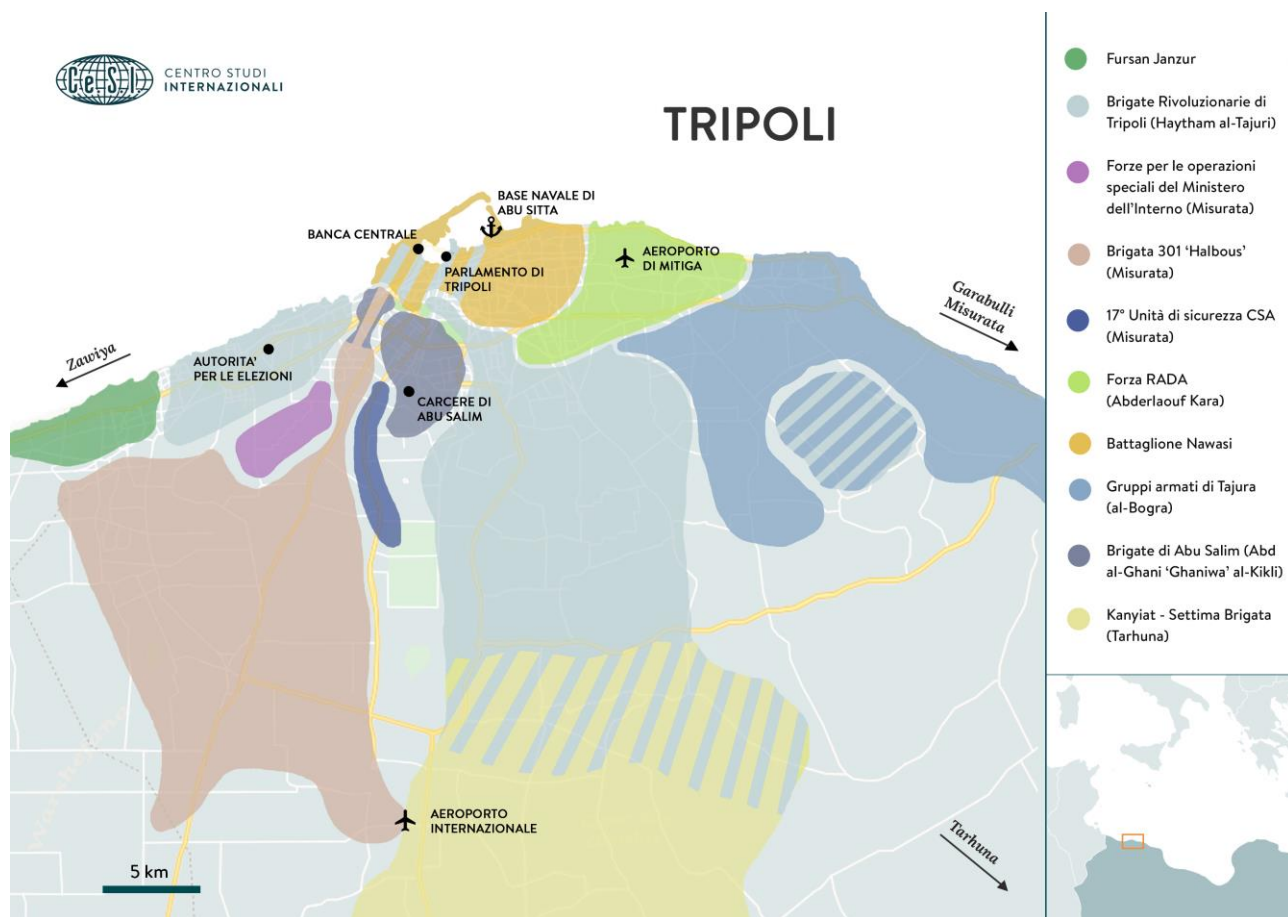 CeSI
CENTRO STUDI
INTERNAZIONALI
TRIPOLI
BASE NAVALE DI
ABU SITTA
BANCA CENTRALE
PARLAMENTO DI
TRIPOLI
AEROPORTO
DI MITIGA
Garabulli
Misurata
Zawiya
AUTORITA'
PER LE ELEZIONI
CARCERE DI
ABU SALIM
AEROPORTO
INTERNAZIONALE
Tarhuna
5 km
Fursan Janzur
Brigate Rivoluzionarie di
Tripoli (Haytham al-Tajuri)
Forze per le operazioni
speciali del Ministero
dell'Interno (Misurata)
Brigata 301 'Halbous'
(Misurata)
17° Unità di sicurezza CSA
(Misurata)
Forza RADA
(Abderlaouf Kara)
Battaglione Nawasi
Gruppi armati di Tajura
(al-Bogra)
Brigate di Abu Salim (Abd
al-Ghani 'Ghaniwa' al-Kikli)
Kanyiat - Settima Brigata
(Tarhuna)